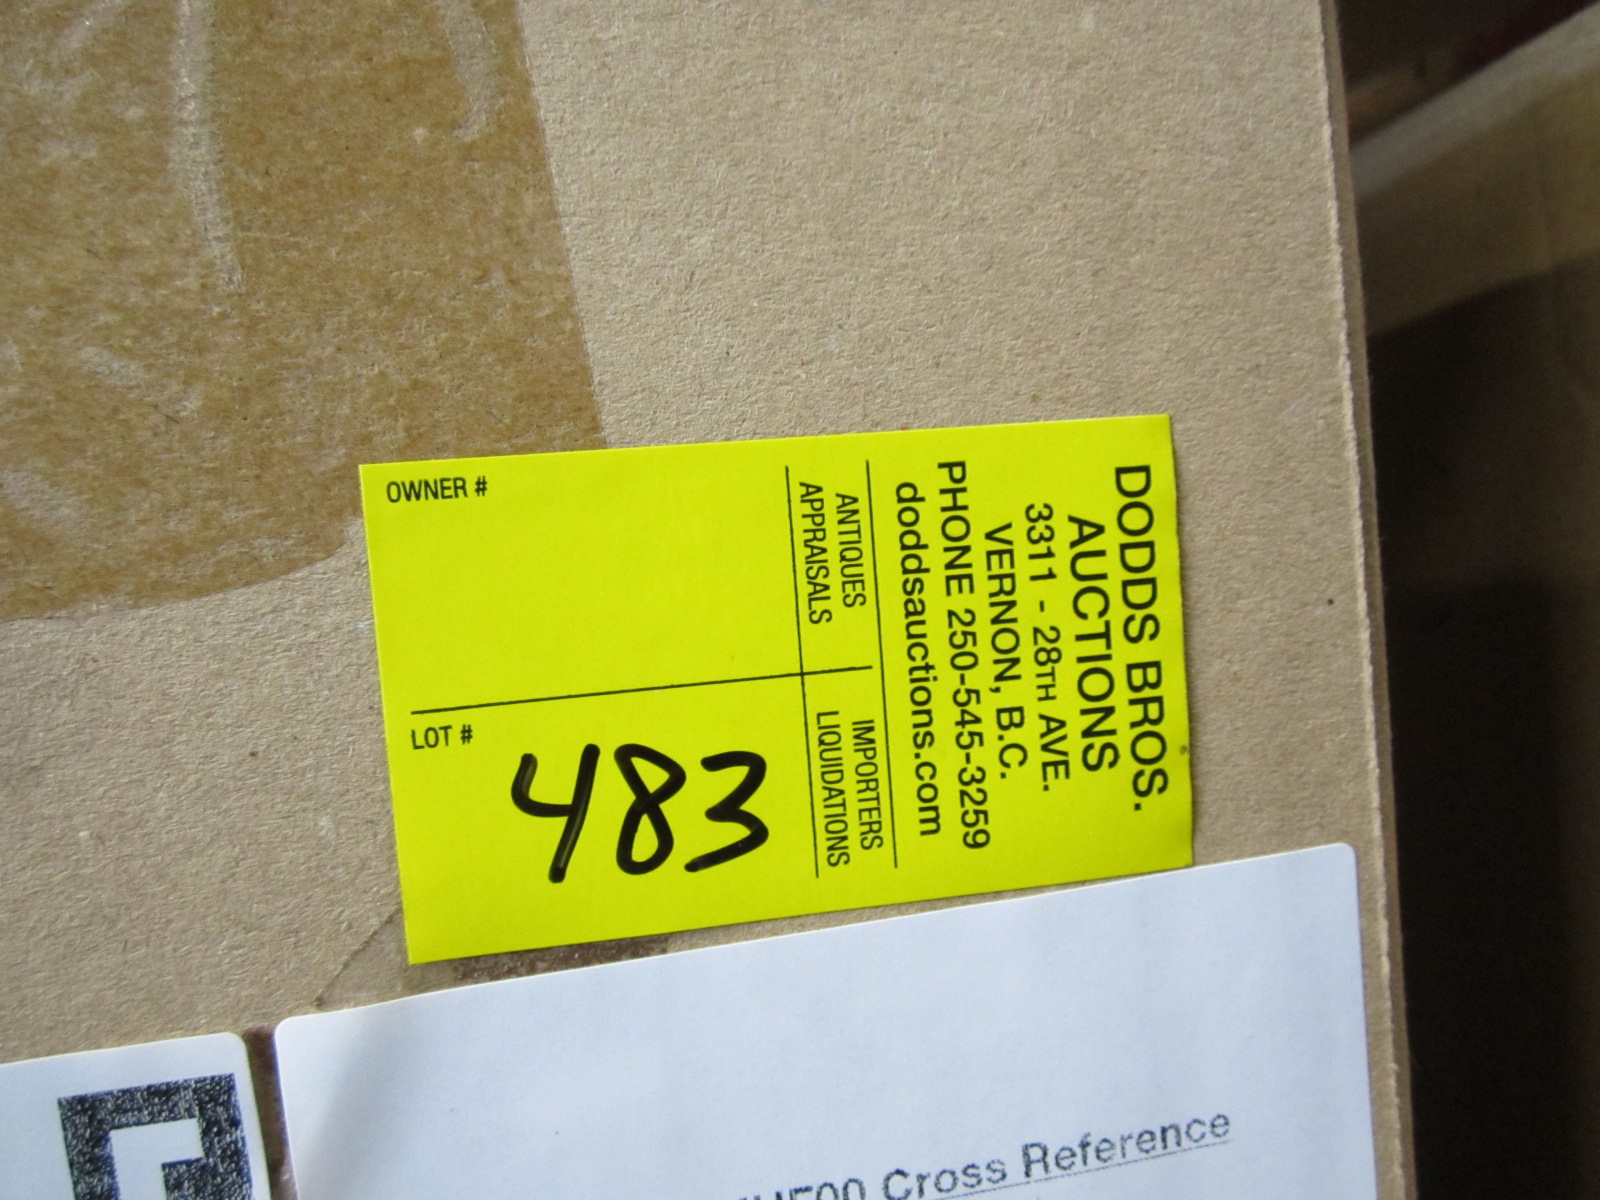 DODDS BROS.
AUCTIONS
3311 - 28TH AVE.
VERNON, B.C.
PHONE 250-545-3259
doddsauctions.com
ANTIQUES
APPRAISALS
IMPORTERS
LIQUIDATIONS
OWNER #
LOT #
483
Cross Reference